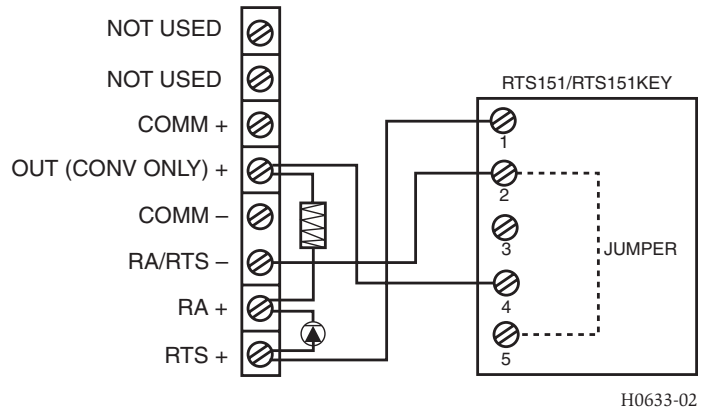 NOT USED
NOT USED
COMM +
OUT (CONV ONLY) +
COMM –
RA/RTS –
RA +
RTS +
RTS151/RTS151KEY
1
2
3
4
5
JUMPER
H0633-02